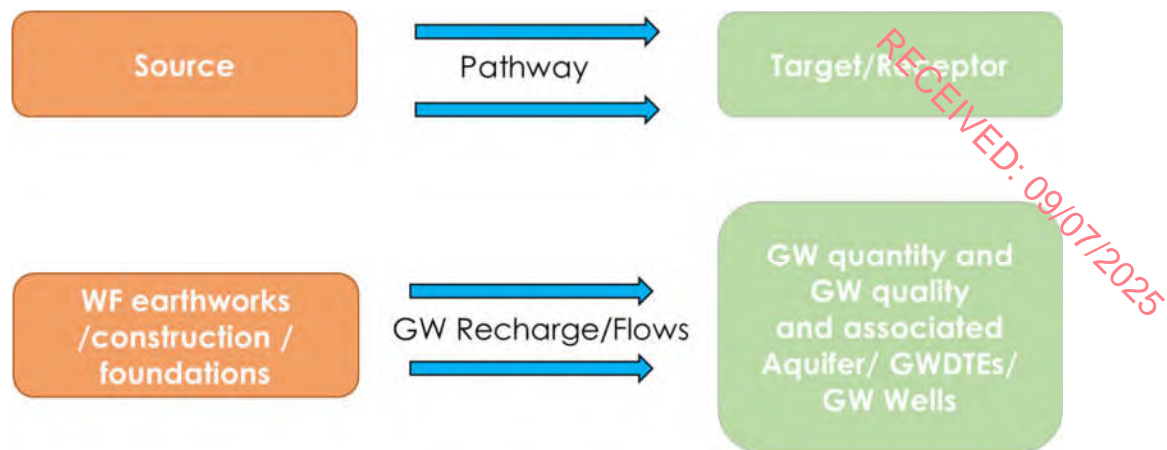 Source
Pathway
Target/Receptor
RECEIVED: 09/07/2025
WF earthworks
/construction /
foundations
GW Recharge/Flows
GW quantity and
GW quality
and associated
Aquifer/ GWDTEs/
GW Wells